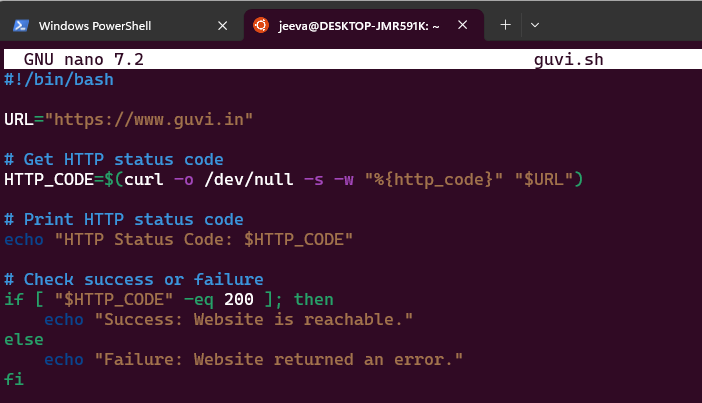 Windows PowerShell
jeeva@DESKTOP-JMR591K: ~
GNU nano 7.2 guvi.sh
#!/bin/bash
URL="https://www.guvi.in"
# Get HTTP status code
HTTP_CODE=$(curl -o /dev/null -s -w "%{http_code}" "$URL")
# Print HTTP status code
echo "HTTP Status Code: $HTTP_CODE"
# Check success or failure
if [ "$HTTP_CODE" -eq 200 ]; then
    echo "Success: Website is reachable."
else
    echo "Failure: Website returned an error."
fi